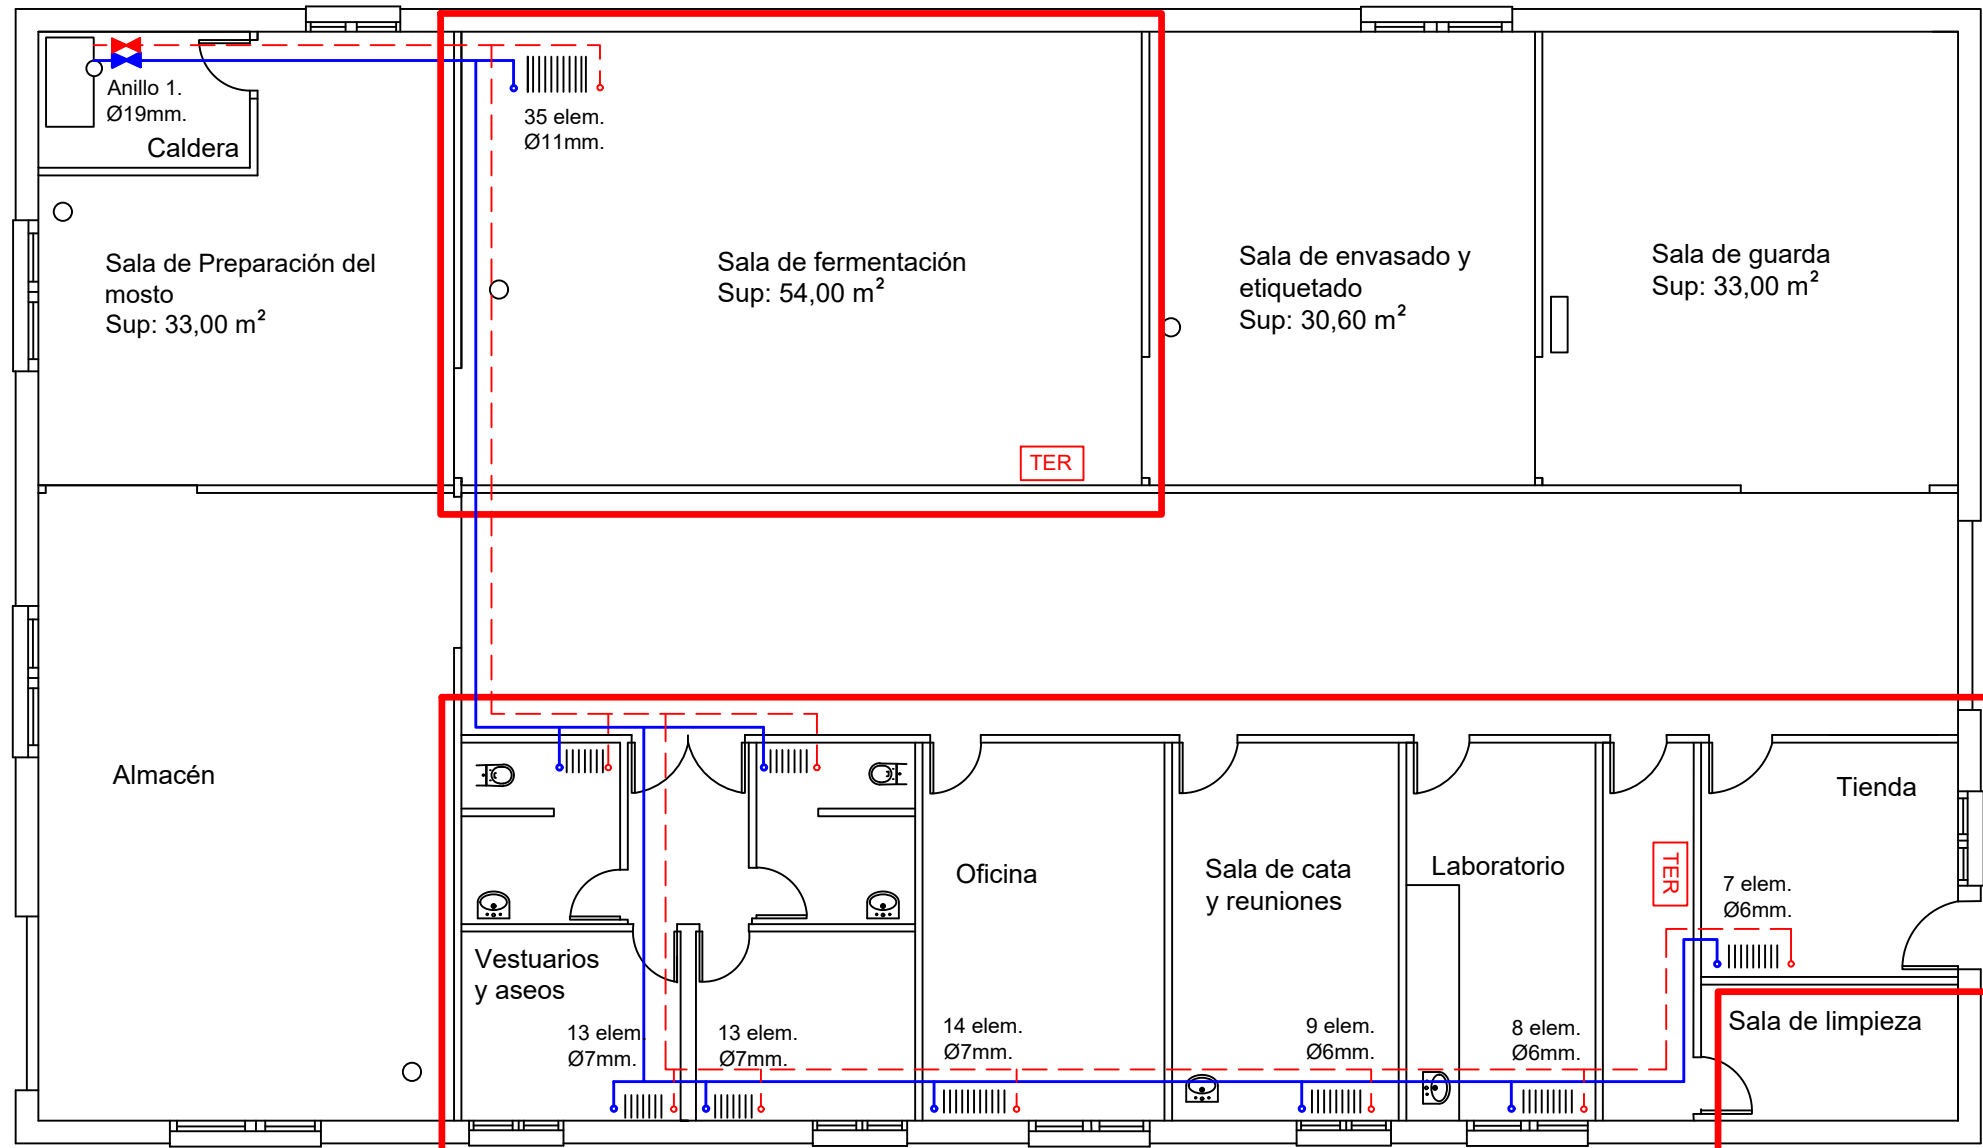 Anillo 1.
Ø19mm.
Caldera
35 elem.
Ø11mm.
Sala de Preparación del
mosto
Sup: 33,00 m²
Sala de fermentación
Sup: 54,00 m²
Sala de envasado y
etiquetado
Sup: 30,60 m²
Sala de guarda
Sup: 33,00 m²
TER
Almacén
Tienda
Oficina
Sala de cata
y reuniones
Laboratorio
TER
7 elem.
Ø6mm.
Vestuarios
y aseos
13 elem.
Ø7mm.
13 elem.
Ø7mm.
14 elem.
Ø7mm.
9 elem.
Ø6mm.
8 elem.
Ø6mm.
Sala de limpieza